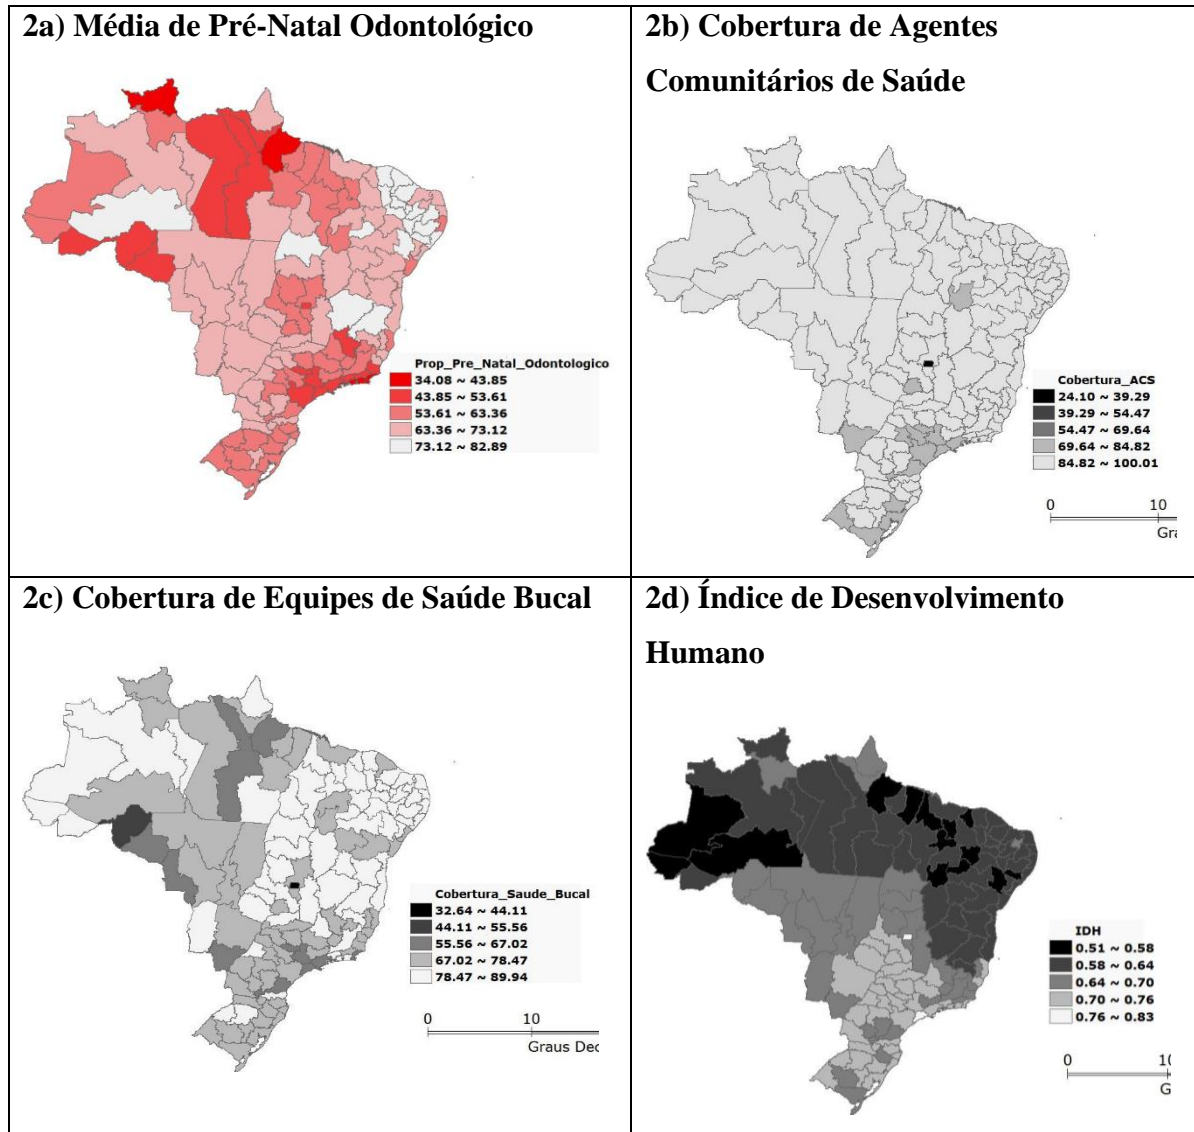 2a) Média de Pré-Natal Odontológico
Prop_Pre_Natal_Odontologico
34.08 ~ 43.85
43.85 ~ 53.61
53.61 ~ 63.36
63.36 ~ 73.12
73.12 ~ 82.89
2b) Cobertura de Agentes
Comunitários de Saúde
Cobertura_ACS
24.10 ~ 39.29
39.29 ~ 54.47
54.47 ~ 69.64
69.64 ~ 84.82
84.82 ~ 100.01
0 10
Gra
2c) Cobertura de Equipes de Saúde Bucal
Cobertura_Saude_Bucal
32.64 ~ 44.11
44.11 ~ 55.56
55.56 ~ 67.02
67.02 ~ 78.47
78.47 ~ 89.94
0 10
Graus Dec
2d) Índice de Desenvolvimento
Humano
IDH
0.51 ~ 0.58
0.58 ~ 0.64
0.64 ~ 0.70
0.70 ~ 0.76
0.76 ~ 0.83
0 1
G